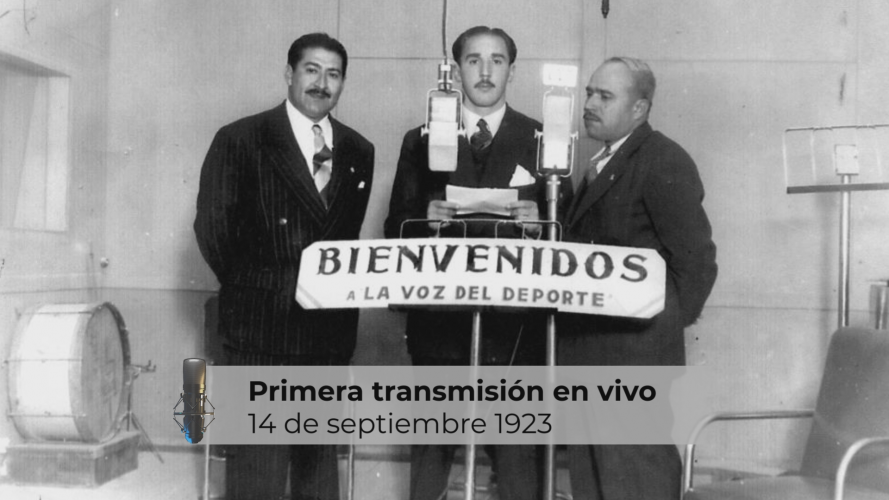 BIENVENIDOS
A "LA VOZ DEL DEPORTE"
Primera transmisión en vivo
14 de septiembre 1923